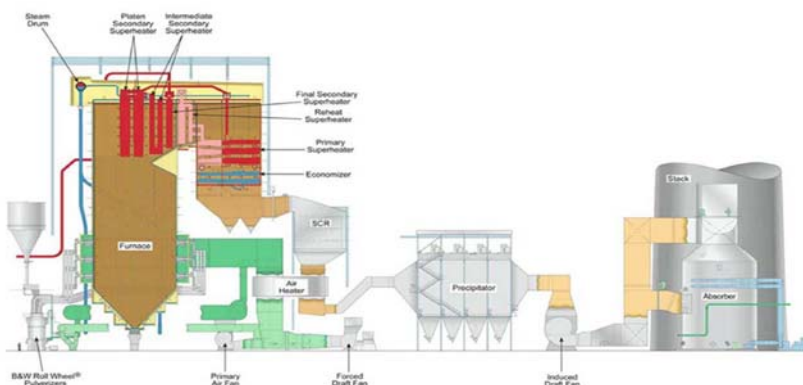 Steam
Drum
Platen
Secondary
Superheater
Intermediate
Secondary
Superheater
Final Secondary
Superheater
Reheat
Superheater
Primary
Superheater
Economizer
SCR
Furnace
Air
Heater
Precipitator
Stack
Absorber
B&W Roll Wheel®
Pulverizers
Primary
Air Fan
Forced
Draft Fan
Induced
Draft Fan